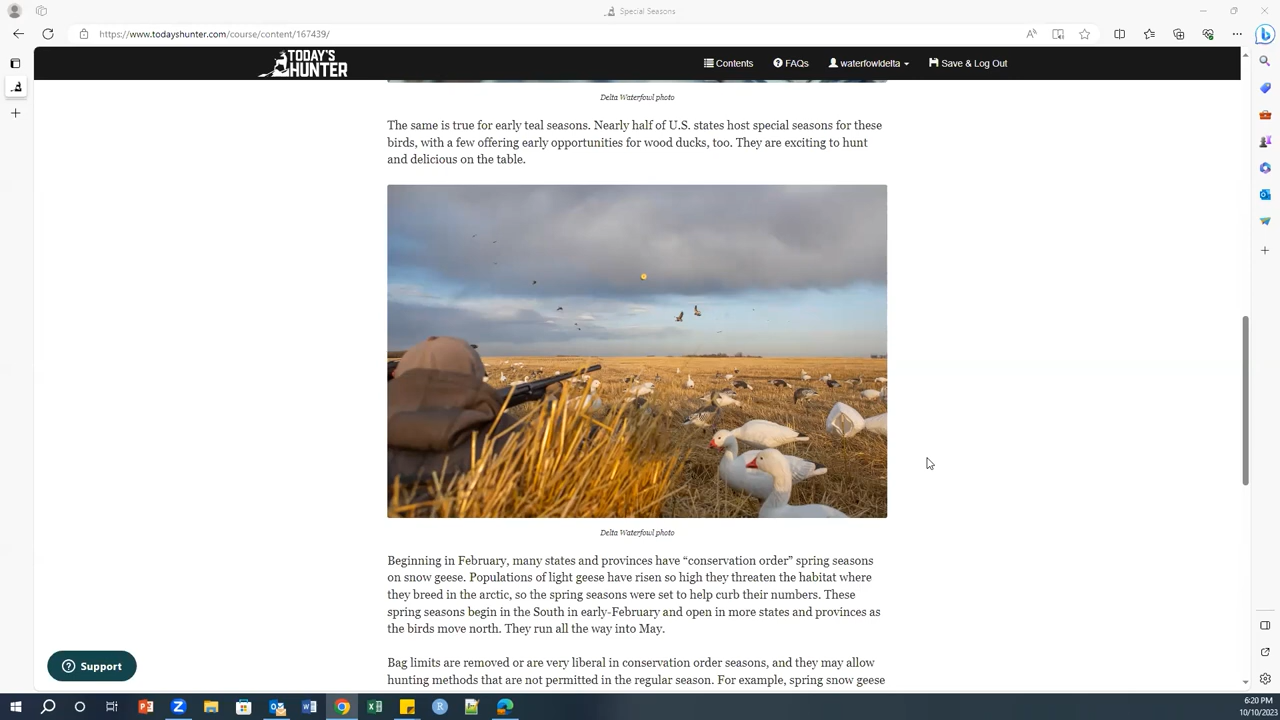 Special Seasons
https://www.todayshunter.com/course/content/167439/
TODAY'S
HUNTER
Contents
FAQs
waterfowldelta
Save & Log Out
Delta Waterfowl photo
The same is true for early teal seasons. Nearly half of U.S. states host special seasons for these
birds, with a few offering early opportunities for wood ducks, too. They are exciting to hunt
and delicious on the table.
Delta Waterfowl photo
Beginning in February, many states and provinces have “conservation order” spring seasons
on snow geese. Populations of light geese have risen so high they threaten the habitat where
they breed in the arctic, so the spring seasons were set to help curb their numbers. These
spring seasons begin in the South in early-February and open in more states and provinces as
the birds move north. They run all the way into May.
Bag limits are removed or are very liberal in conservation order seasons, and they may allow
hunting methods that are not permitted in the regular season. For example, spring snow geese
Support
6:20 PM
10/10/2023